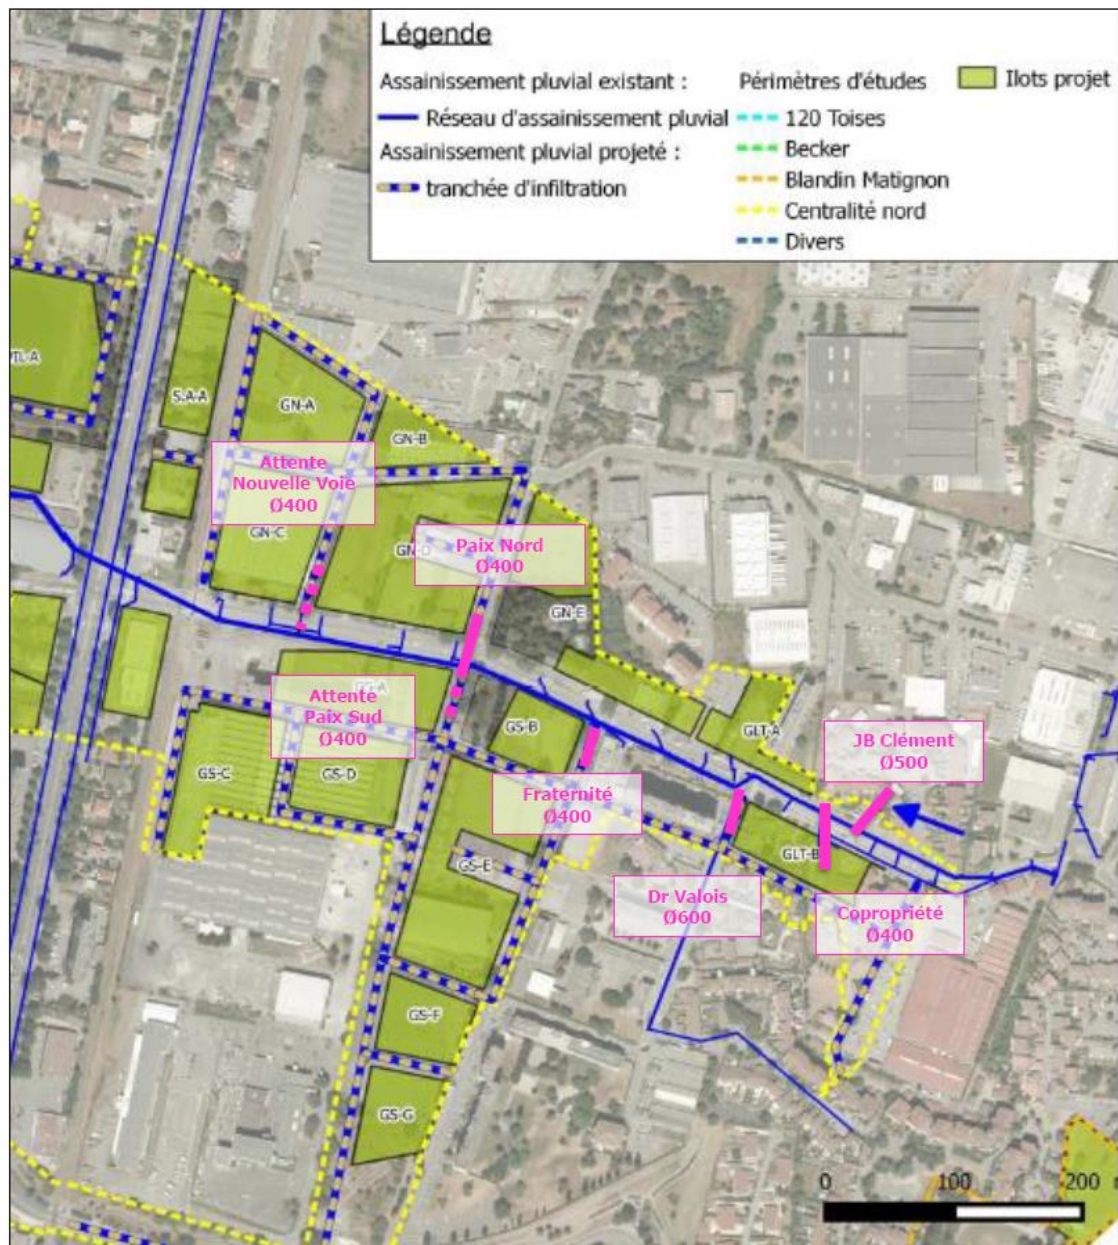 Légende
Assainissement pluvial existant :
Réseau d'assainissement pluvial
Assainissement pluvial projeté :
tranchée d'infiltration
Périmètres d'études
120 Toises
Becker
Blandin Matignon
Centralité nord
Divers
Ilots projet
S-A-A
GN-A
GN-B
Attente
Nouvelle Voie
Ø400
GN-C
GN-D
Paix Nord
Ø400
GN-E
GS-A
Attente
Paix Sud
Ø400
GS-B
GLT-A
JB Clément
Ø500
GS-C
GS-D
Fraternité
Ø400
GS-E
GLT-B
Dr Valois
Ø600
Copropriété
Ø400
GS-F
GS-G
0 100 200